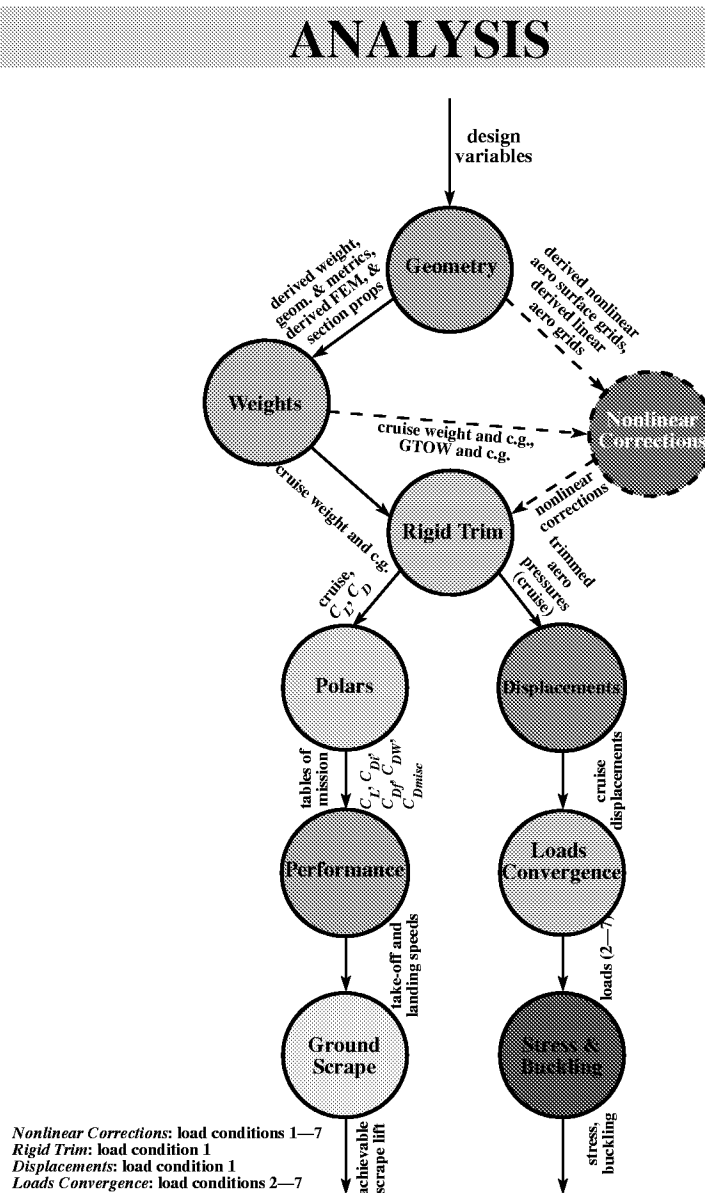 ANALYSIS
design
variables
Geometry
derived weight,
geom. & metrics,
derived FEM, &
section props
derived nonlinear
aero surface grids,
derived linear
aero grids
Weights
Nonlinear
Corrections
cruise weight and c.g.,
GTOW and c.g.
cruise weight and c.g.
nonlinear
corrections
Rigid Trim
cruise,
C_L, C_D
trimmed
aero
pressures
(cruise)
Polars
Displacements
tables of
mission
C_L, C_Di,
C_Df, C_DW,
C_Dmisc
cruise
displacements
Performance
Loads
Convergence
take-off and
landing speeds
loads (2—7)
Ground
Scrape
Stress &
Buckling
achievable
scrape lift
stress,
buckling
Nonlinear Corrections: load conditions 1—7
Rigid Trim: load condition 1
Displacements: load condition 1
Loads Convergence: load conditions 2—7